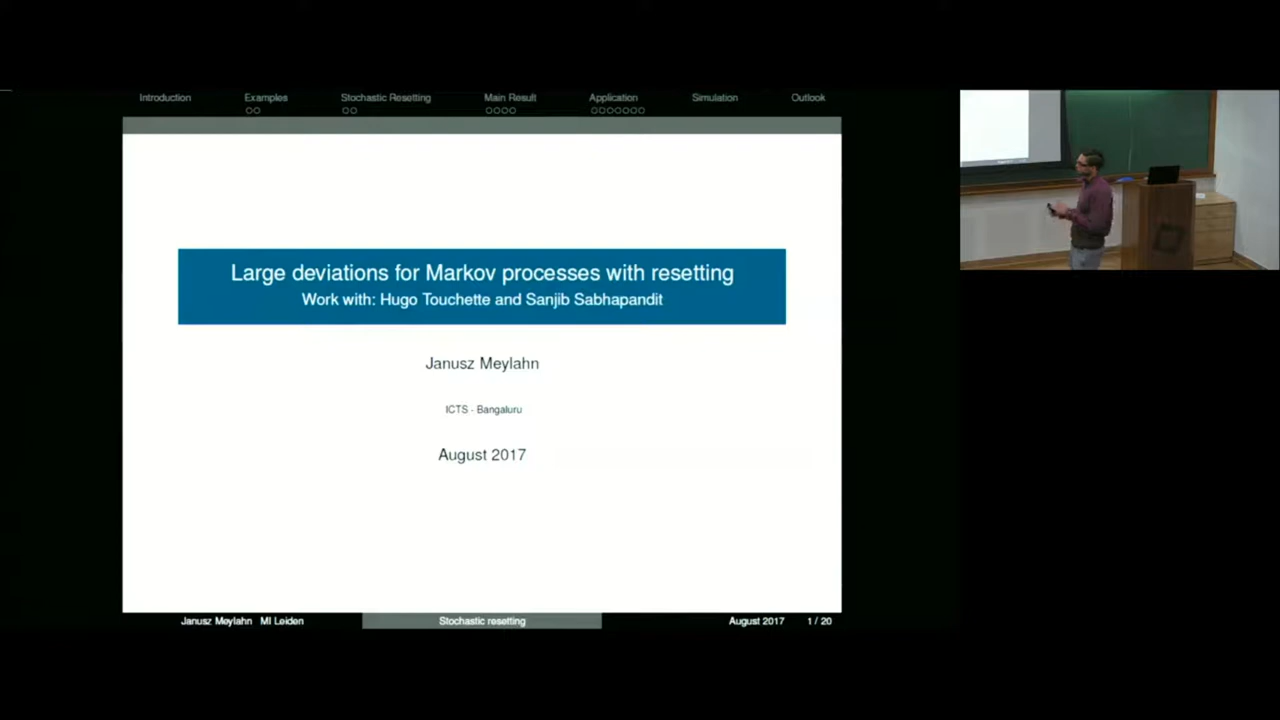 Introduction Examples Stochastic Resetting Main Result Application Simulation Outlook
Large deviations for Markov processes with resetting
Work with: Hugo Touchette and Sanjib Sabhapandit
Janusz Meylahn
ICTS - Bangaluru
August 2017
Janusz Meylahn MI Leiden Stochastic resetting August 2017 1 / 20